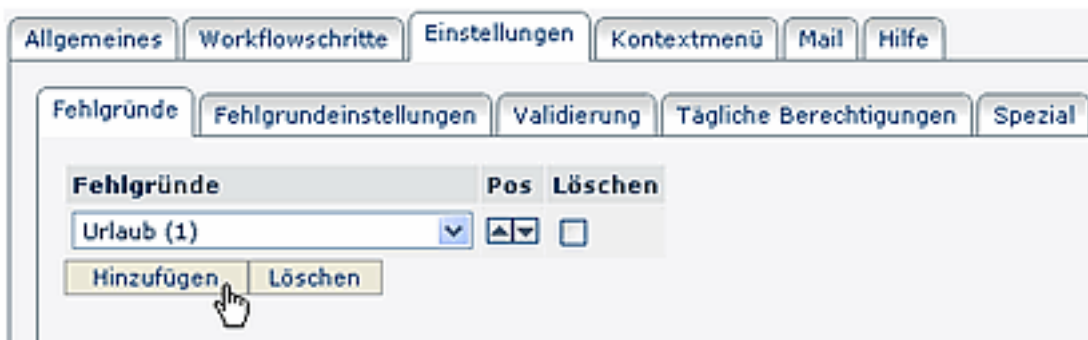 Allgemeines Workflowschritte Einstellungen Kontextmenü Mail Hilfe
Fehlgründe Fehlgrundeinstellungen Validierung Tägliche Berechtigungen Spezial
Fehlgründe Pos Löschen
Urlaub (1)
Hinzufügen Löschen